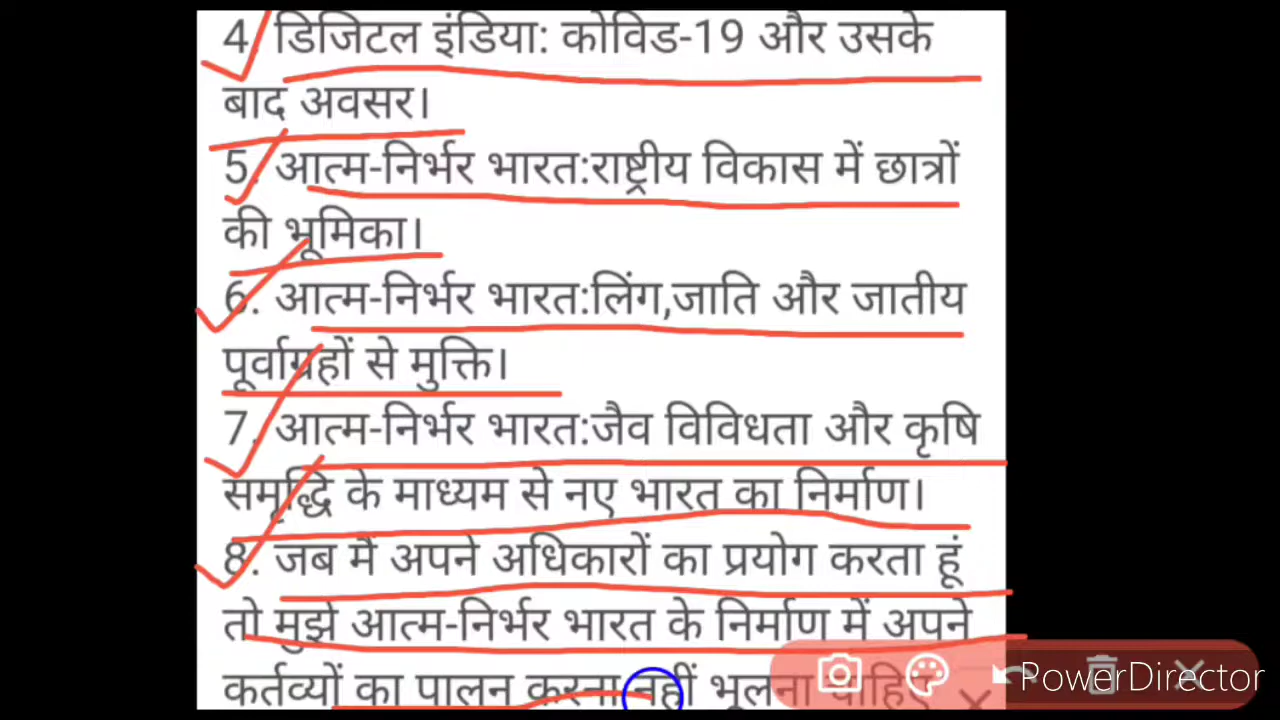 4. डिजिटल इंडिया: कोविड-19 और उसके
बाद अवसर।
5. आत्म-निर्भर भारत:राष्ट्रीय विकास में छात्रों
की भूमिका।
6. आत्म-निर्भर भारत:लिंग,जाति और जातीय
पूर्वाग्रहों से मुक्ति।
7. आत्म-निर्भर भारत:जैव विविधता और कृषि
समृद्धि के माध्यम से नए भारत का निर्माण।
8. जब मैं अपने अधिकारों का प्रयोग करता हूं
तो मुझे आत्म-निर्भर भारत के निर्माण में अपने
कर्तव्यों का पालन करना नहीं भूलना चाहिए
PowerDirector